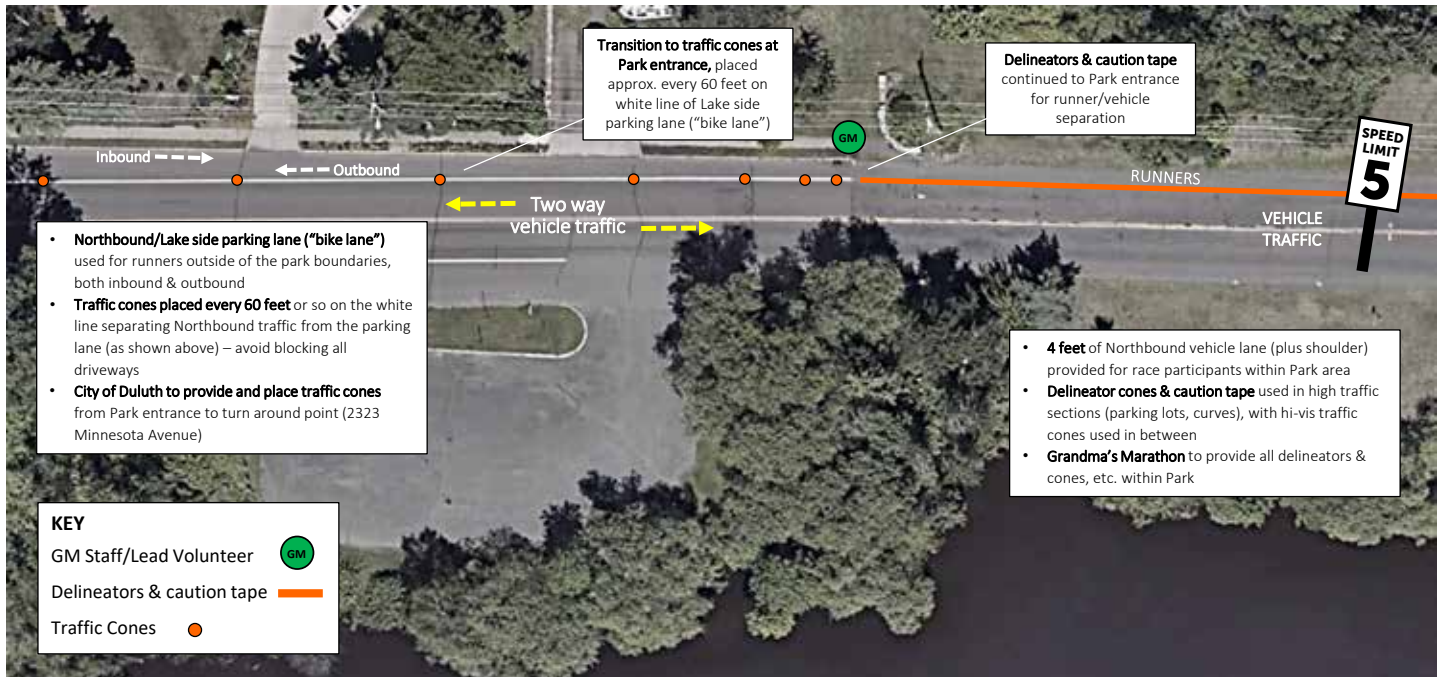 Transition to traffic cones at
Park entrance, placed
approx. every 60 feet on
white line of Lake side
parking lane (“bike lane”)
Delineators & caution tape
continued to Park entrance
for runner/vehicle
separation
GM
SPEED
LIMIT
5
Inbound
Outbound
RUNNERS
Two way
vehicle traffic
VEHICLE
TRAFFIC
• Northbound/Lake side parking lane (“bike lane”)
used for runners outside of the park boundaries,
both inbound & outbound
• Traffic cones placed every 60 feet or so on the white
line separating Northbound traffic from the parking
lane (as shown above) – avoid blocking all
driveways
• City of Duluth to provide and place traffic cones
from Park entrance to turn around point (2323
Minnesota Avenue)
• 4 feet of Northbound vehicle lane (plus shoulder)
provided for race participants within Park area
• Delineator cones & caution tape used in high traffic
sections (parking lots, curves), with hi-vis traffic
cones used in between
• Grandma’s Marathon to provide all delineators &
cones, etc. within Park
KEY
GM Staff/Lead Volunteer GM
Delineators & caution tape
Traffic Cones